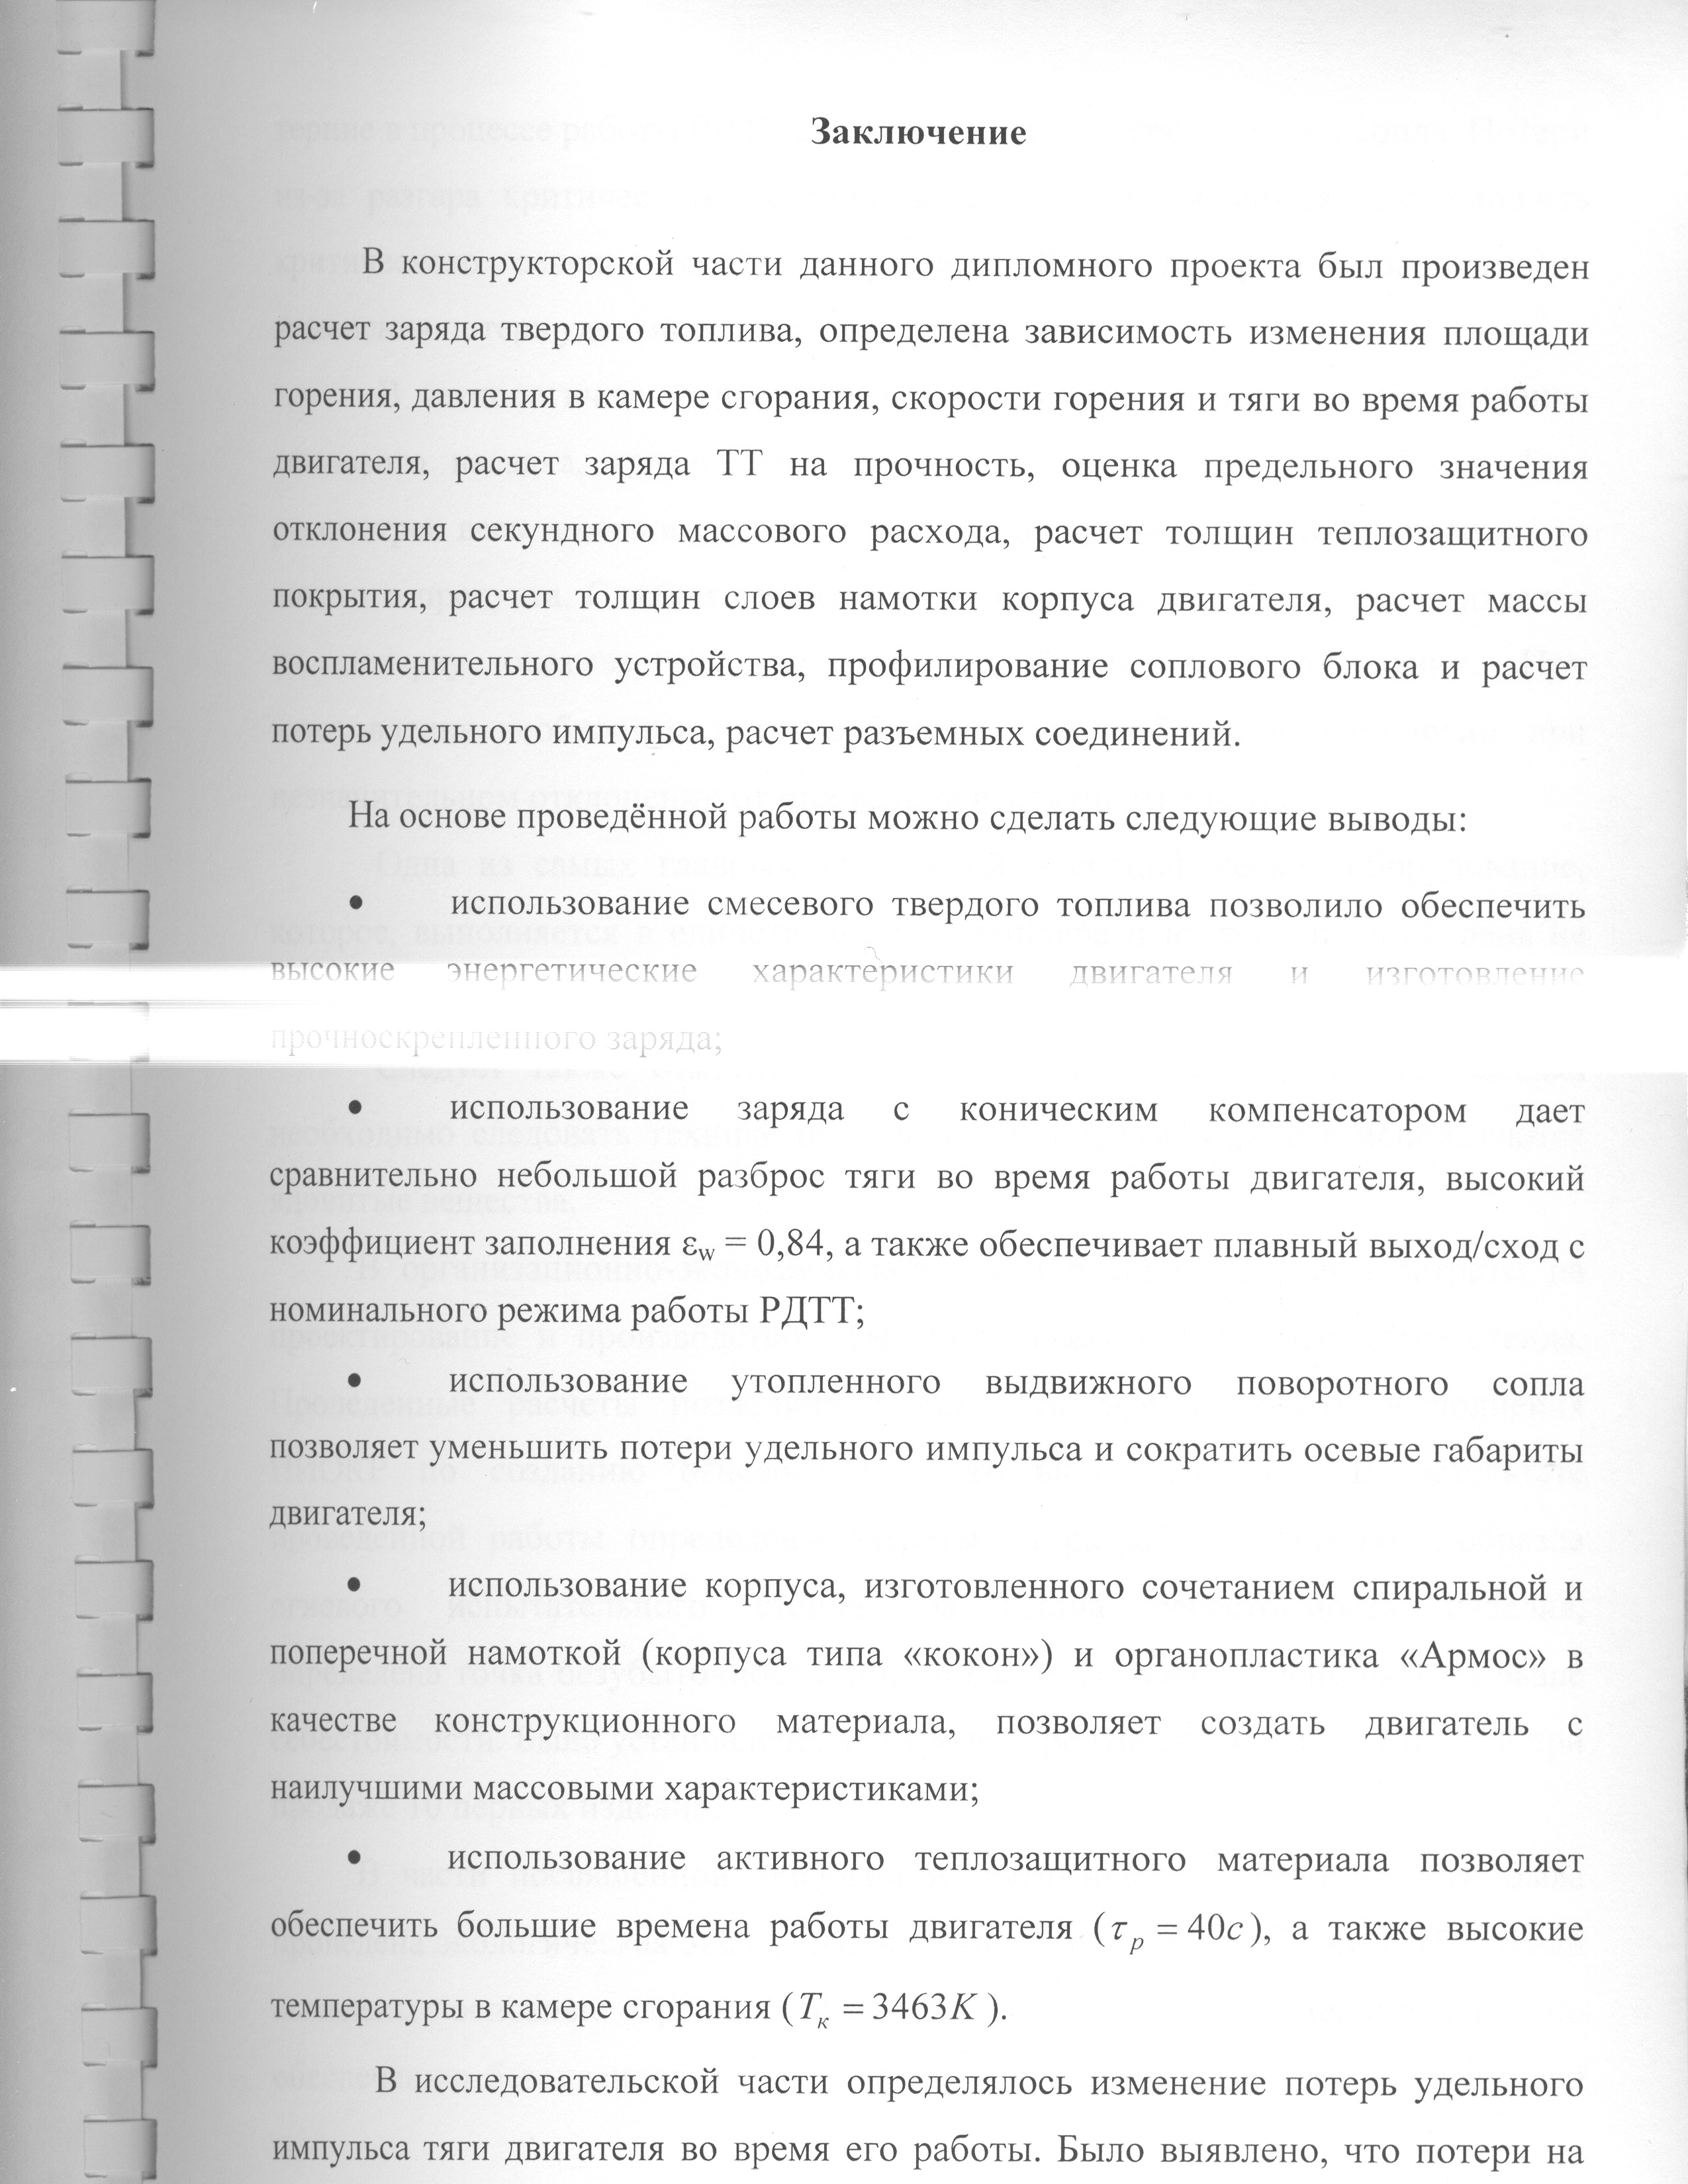 Заключение
В конструкторской части данного дипломного проекта был произведен
расчет заряда твердого топлива, определена зависимость изменения площади
горения, давления в камере сгорания, скорости горения и тяги во время работы
двигателя, расчет заряда ТТ на прочность, оценка предельного значения
отклонения секундного массового расхода, расчет толщин теплозащитного
покрытия, расчет толщин слоев намотки корпуса двигателя, расчет массы
воспламенительного устройства, профилирование соплового блока и расчет
потерь удельного импульса, расчет разъемных соединений.
На основе проведённой работы можно сделать следующие выводы:
• использование смесевого твердого топлива позволило обеспечить
высокие энергетические характеристики двигателя и изготовление
прочноскрепленного заряда;
• использование заряда с коническим компенсатором дает
сравнительно небольшой разброс тяги во время работы двигателя, высокий
коэффициент заполнения εw = 0,84, а также обеспечивает плавный выход/сход с
номинального режима работы РДТТ;
• использование утопленного выдвижного поворотного сопла
позволяет уменьшить потери удельного импульса и сократить осевые габариты
двигателя;
• использование корпуса, изготовленного сочетанием спиральной и
поперечной намоткой (корпуса типа «кокон») и органопластика «Армос» в
качестве конструкционного материала, позволяет создать двигатель с
наилучшими массовыми характеристиками;
• использование активного теплозащитного материала позволяет
обеспечить большие времена работы двигателя (τр = 40с), а также высокие
температуры в камере сгорания (Tк = 3463K ).
В исследовательской части определялось изменение потерь удельного
импульса тяги двигателя во время его работы. Было выявлено, что потери на